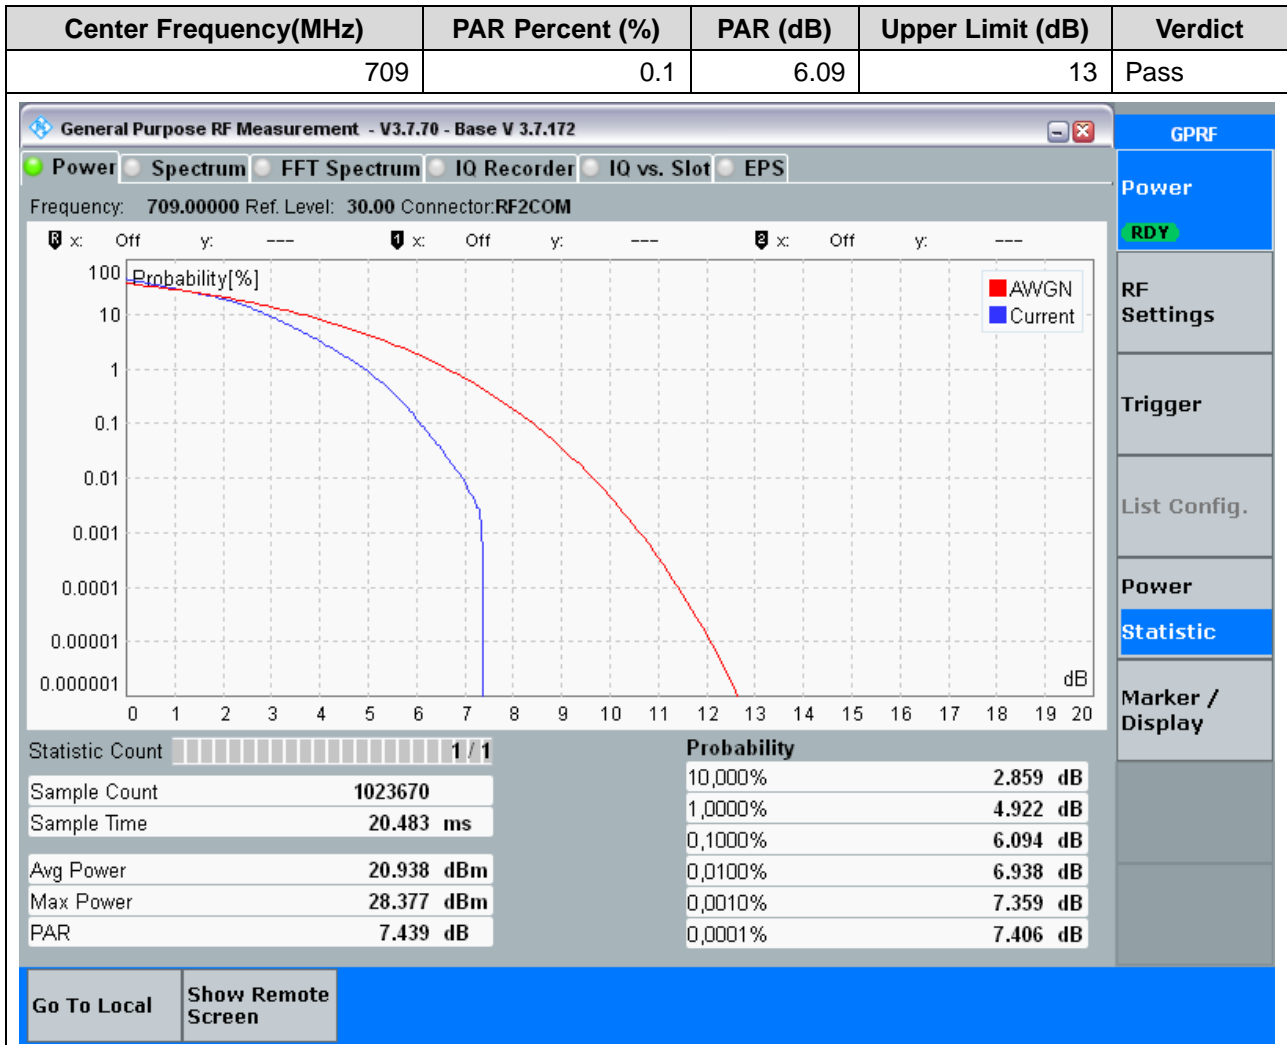 Center Frequency(MHz) PAR Percent (%) PAR (dB) Upper Limit (dB) Verdict
709 0.1 6.09 13 Pass
General Purpose RF Measurement - V3.7.70 - Base V 3.7.172
GPRF
Power Spectrum FFT Spectrum IQ Recorder IQ vs. Slot EPS
Frequency: 709.00000 Ref. Level: 30.00 Connector:RF2COM
R x: Off y: --- 1 x: Off y: --- 2 x: Off y: ---
Probability[%]
100
10
1
0.1
0.01
0.001
0.0001
0.00001
0.000001
AWGN
Current
dB
0 1 2 3 4 5 6 7 8 9 10 11 12 13 14 15 16 17 18 19 20
Statistic Count 1 / 1
Sample Count 1023670
Sample Time 20.483 ms
Avg Power 20.938 dBm
Max Power 28.377 dBm
PAR 7.439 dB
Probability
10,000% 2.859 dB
1,0000% 4.922 dB
0,1000% 6.094 dB
0,0100% 6.938 dB
0,0010% 7.359 dB
0,0001% 7.406 dB
Power
RDY
RF
Settings
Trigger
List Config.
Power
Statistic
Marker /
Display
Go To Local
Show Remote
Screen